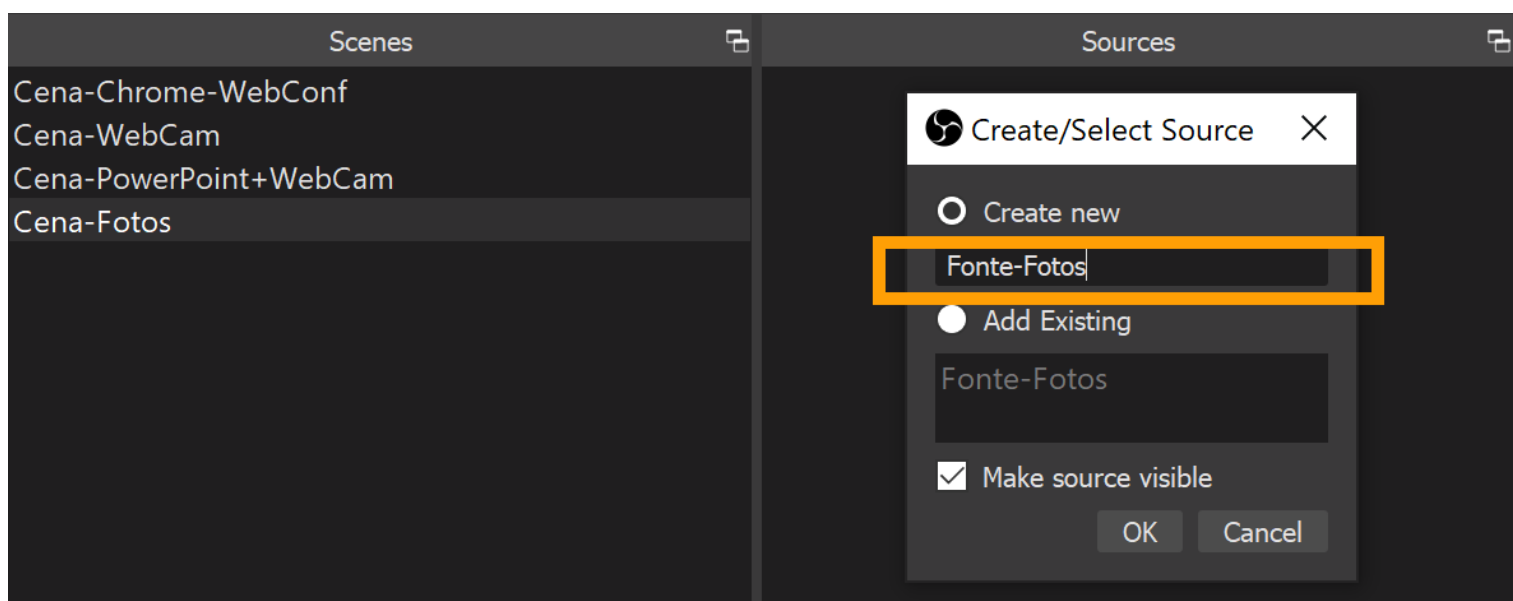 Scenes
Cena-Chrome-WebConf
Cena-WebCam
Cena-PowerPoint+WebCam
Cena-Fotos
Sources
Create/Select Source
Create new
Fonte-Fotos
Add Existing
Fonte-Fotos
Make source visible
OK Cancel